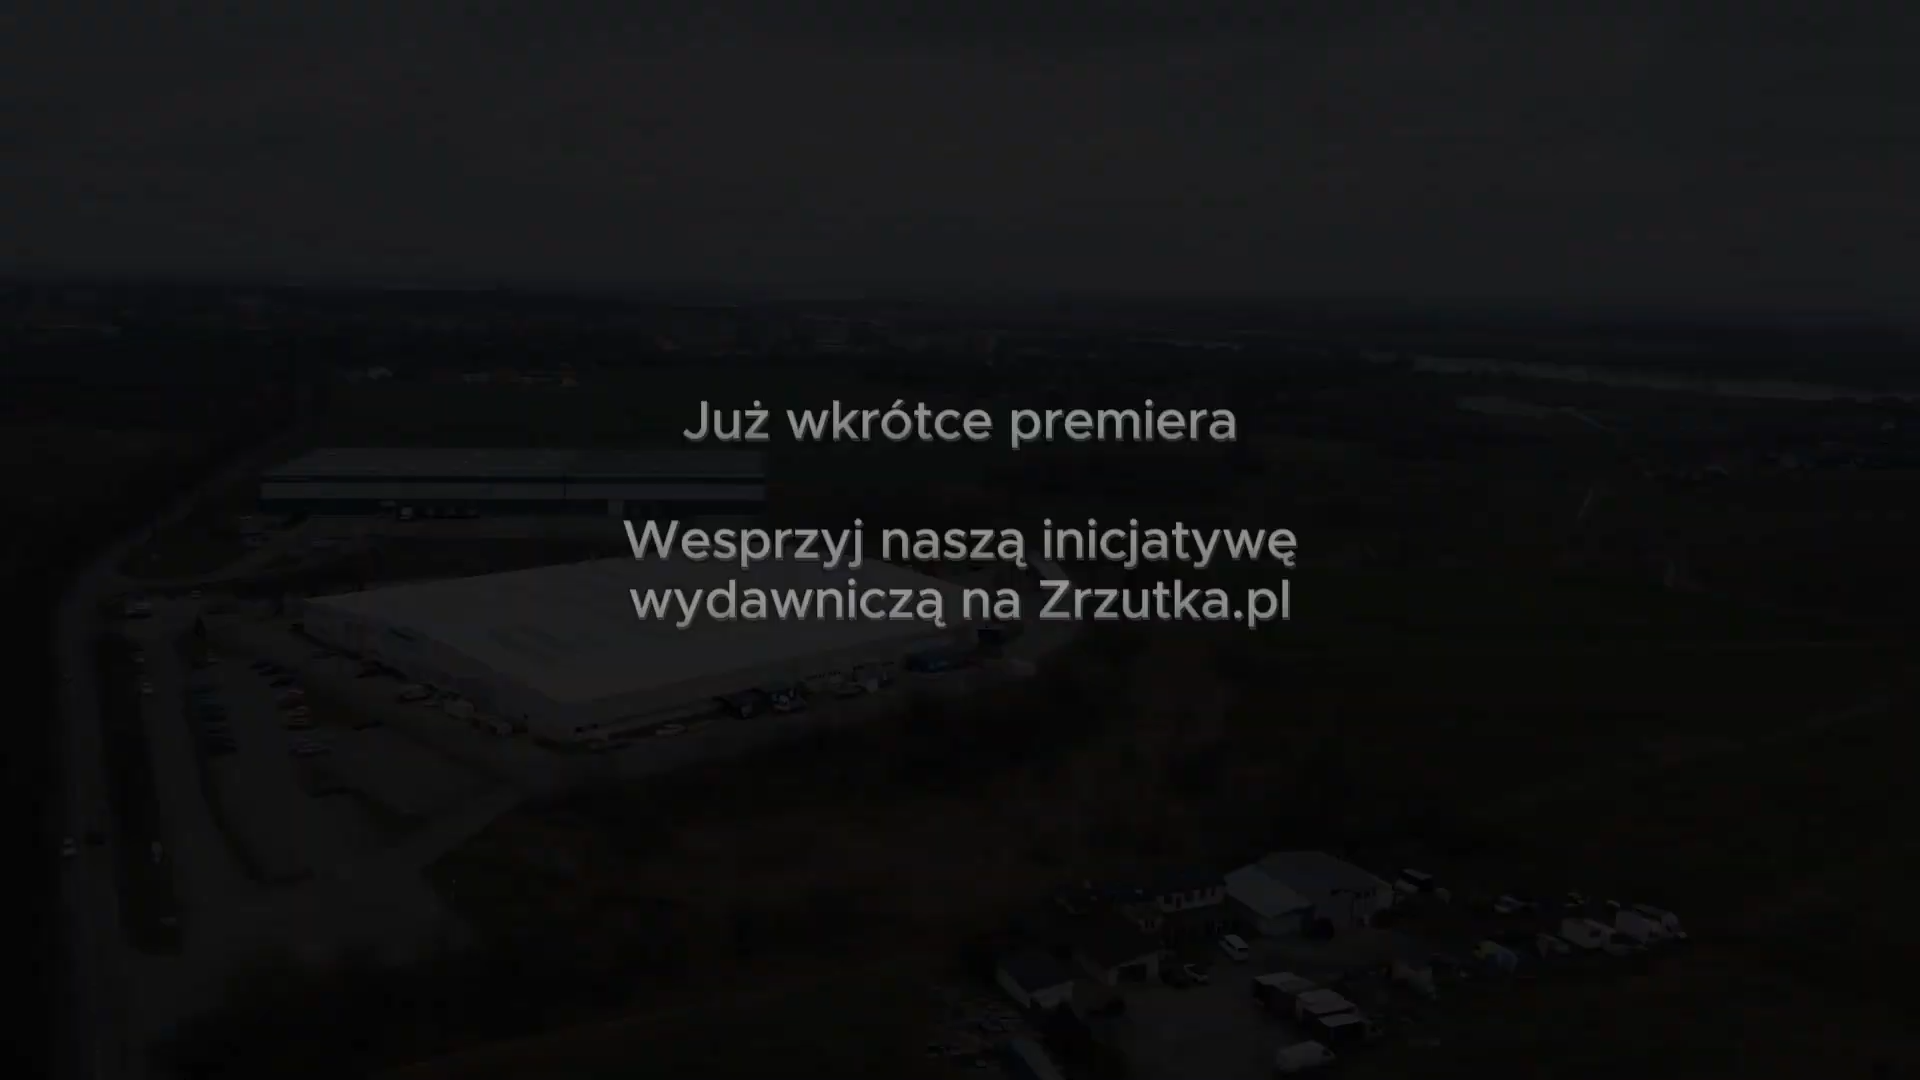 Już wkrótce premiera
Wesprzyj naszą inicjatywę
wydawniczą na Zrzutka.pl